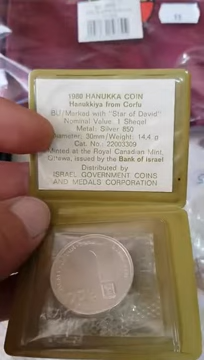 1980 HANUKKA COIN
Hanukkiya from Corfu
BU/Marked with "Star of David"
Nominal Value: 1 Sheqel
Metal: Silver 850
Diameter: 30mm/Weight: 14,4 g
Cat. No.: 22003309
Minted at the Royal Canadian Mint,
Ottawa, issued by the Bank of Israel
Distributed by
ISRAEL GOVERNMENT COINS
AND MEDALS CORPORATION